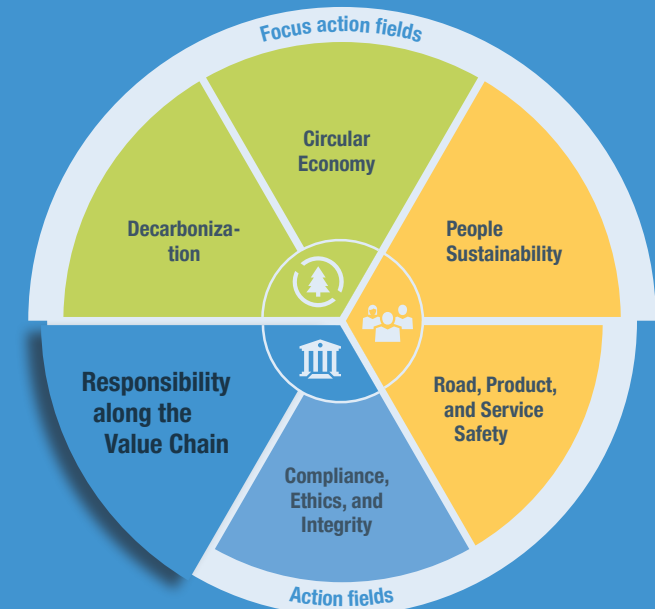 Focus action fields
Circular
Economy
Decarboniza-
tion
People
Sustainability
Responsibility
along the
Value Chain
Road, Product,
and Service
Safety
Compliance,
Ethics, and
Integrity
Action fields